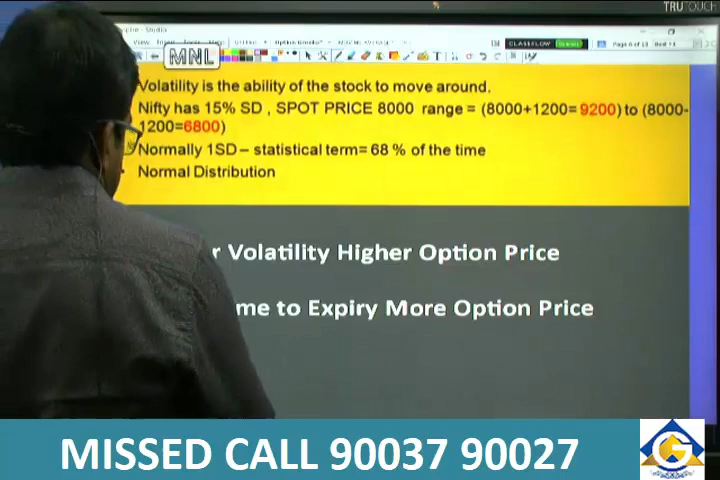 TRUTOUCH
MNL
CLASSFLOW
Volatility is the ability of the stock to move around.
Nifty has 15% SD , SPOT PRICE 8000 range = (8000+1200= 9200) to (8000-
1200=6800)
Normally 1SD – statistical term= 68 % of the time
Normal Distribution
r Volatility Higher Option Price
me to Expiry More Option Price
MISSED CALL 90037 90027
G